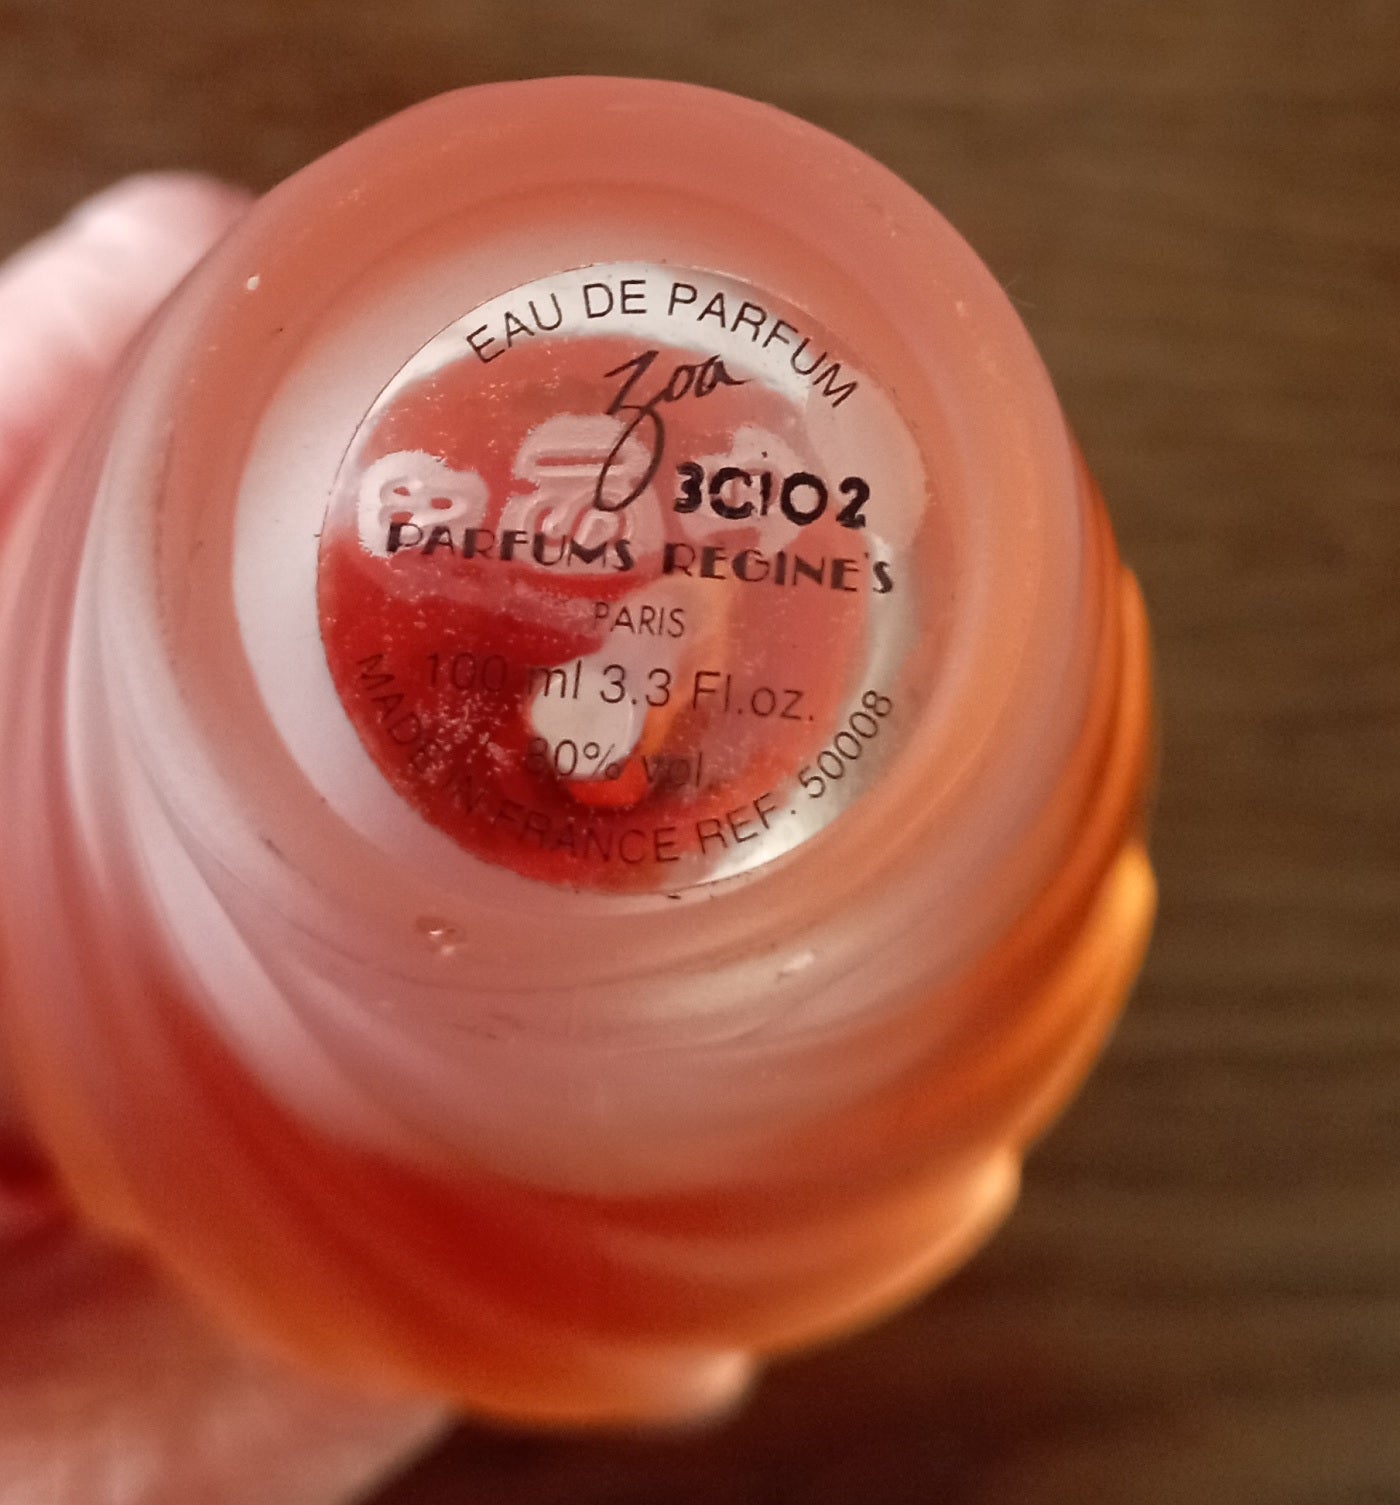 EAU DE PARFUM
Zoa
3C102
PARFUMS REGINE'S
PARIS
100 ml 3.3 Fl.oz.
80% vol.
MADE IN FRANCE REF. 50008